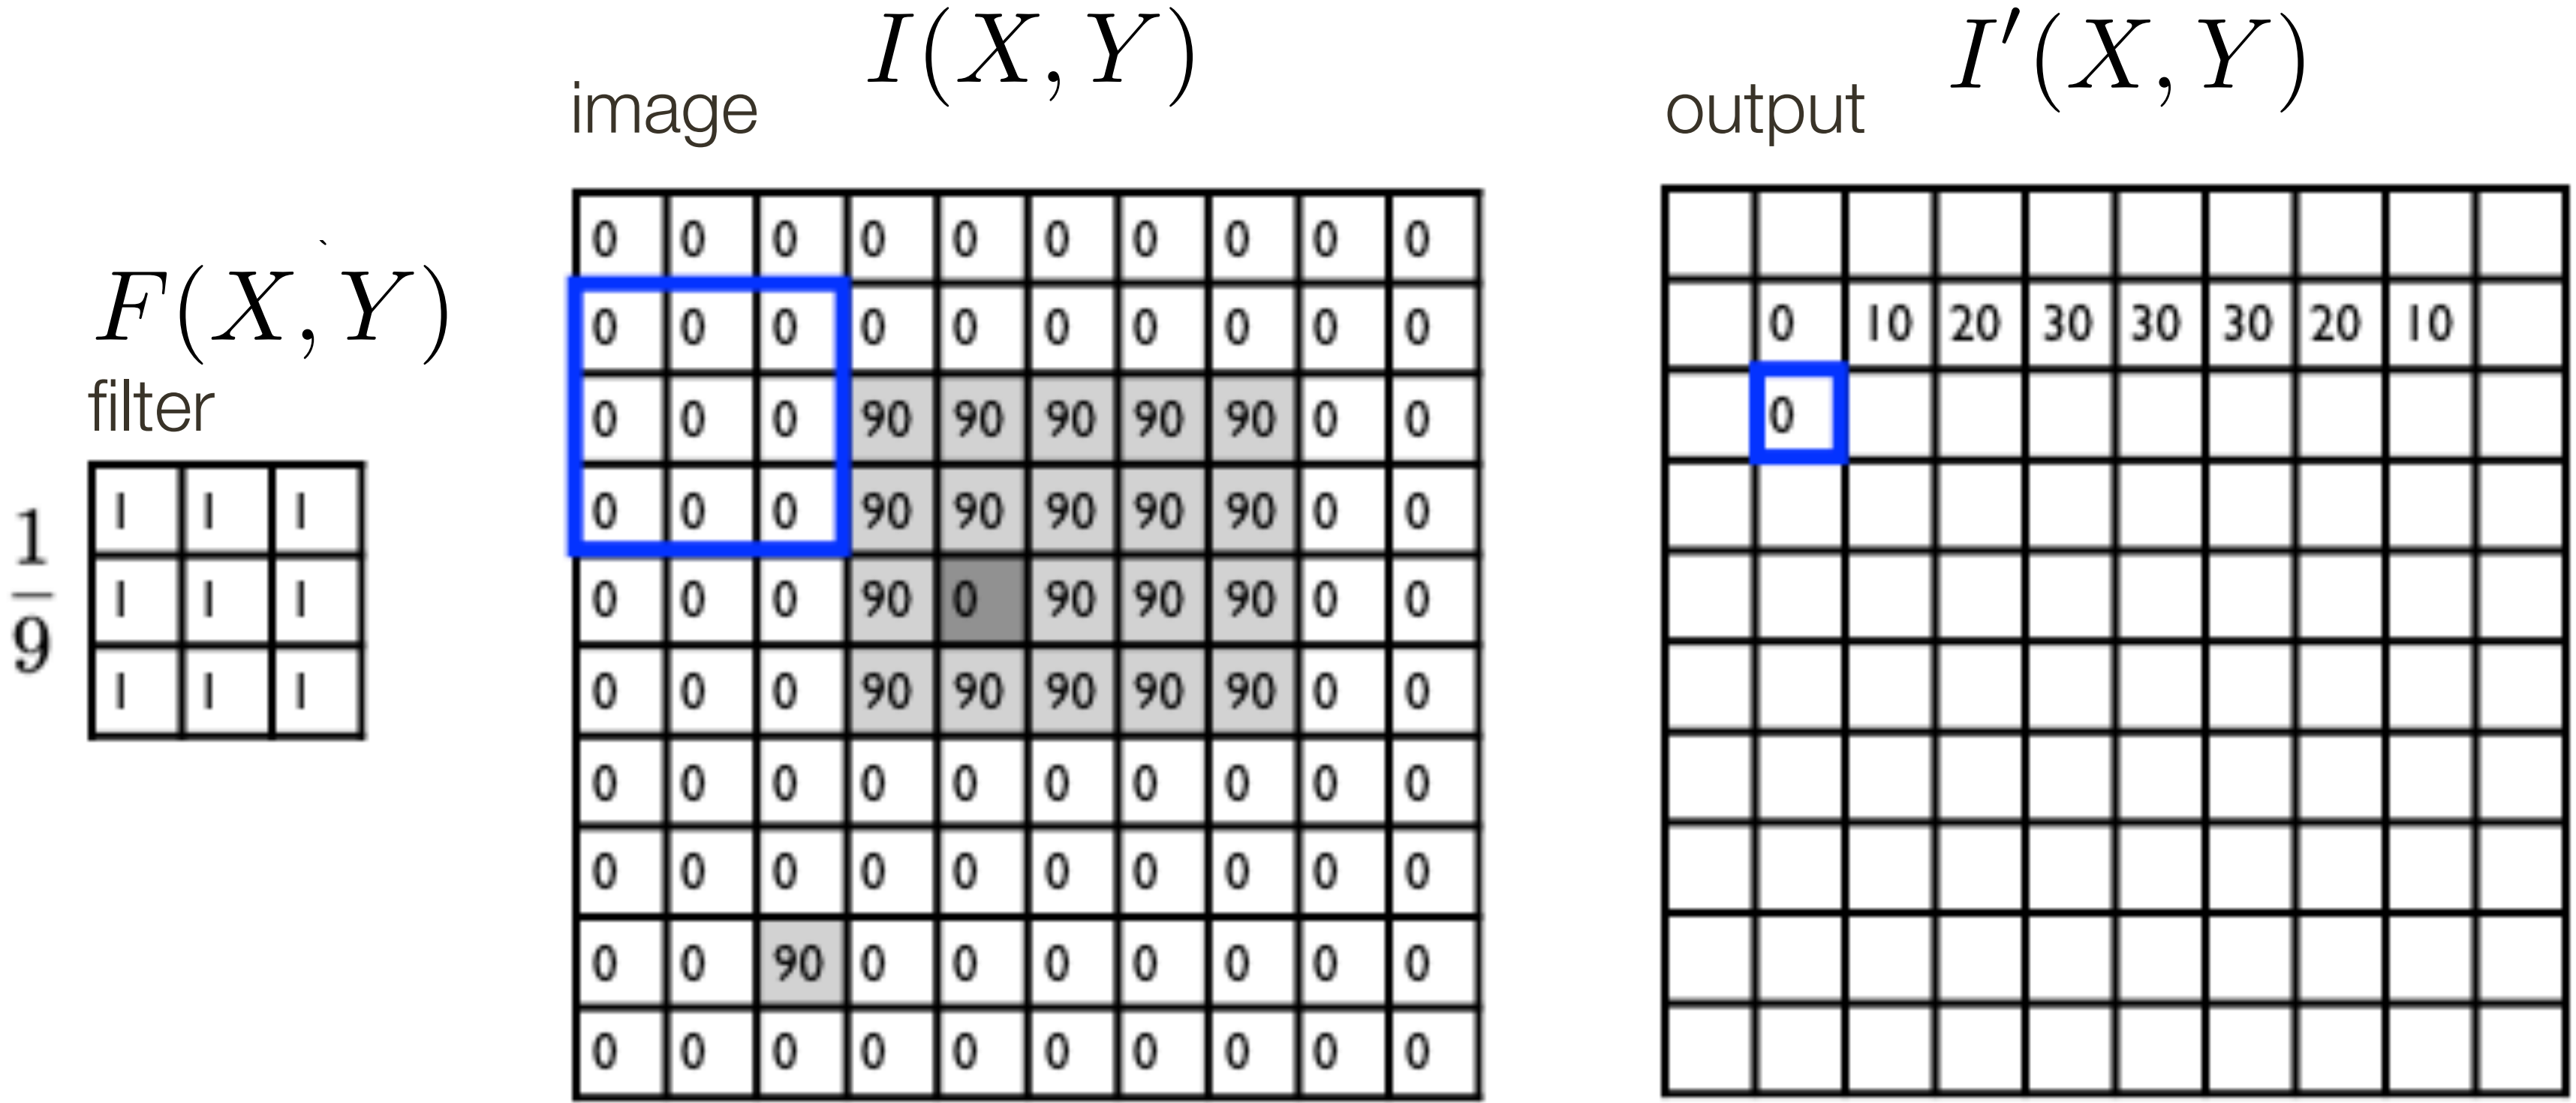 I(X, Y)
I′(X, Y)
image
output
F(X, Y)
filter
1/9
1 1 1
1 1 1
1 1 1
0 0 0 0 0 0 0 0 0 0
0 0 0 0 0 0 0 0 0 0
0 0 0 90 90 90 90 90 0 0
0 0 0 90 90 90 90 90 0 0
0 0 0 90 0 90 90 90 0 0
0 0 0 90 90 90 90 90 0 0
0 0 0 0 0 0 0 0 0 0
0 0 0 0 0 0 0 0 0 0
0 0 90 0 0 0 0 0 0 0
0 0 0 0 0 0 0 0 0 0
0 10 20 30 30 30 20 10
0